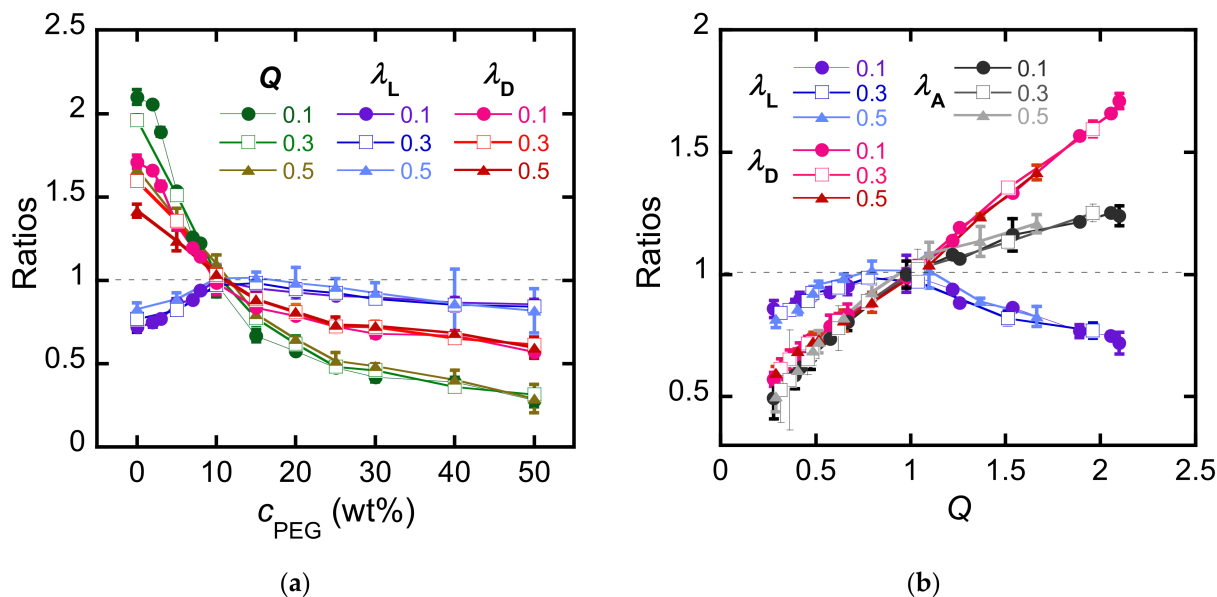 2.5
2
1.5
1
0.5
0
Ratios
Q λL λD
0.1 0.1 0.1
0.3 0.3 0.3
0.5 0.5 0.5
0 10 20 30 40 50
cPEG (wt%)
(a)
2
1.5
1
0.5
Ratios
λL 0.1 0.3 0.5
λA 0.1 0.3 0.5
λD 0.1 0.3 0.5
0 0.5 1 1.5 2 2.5
Q
(b)